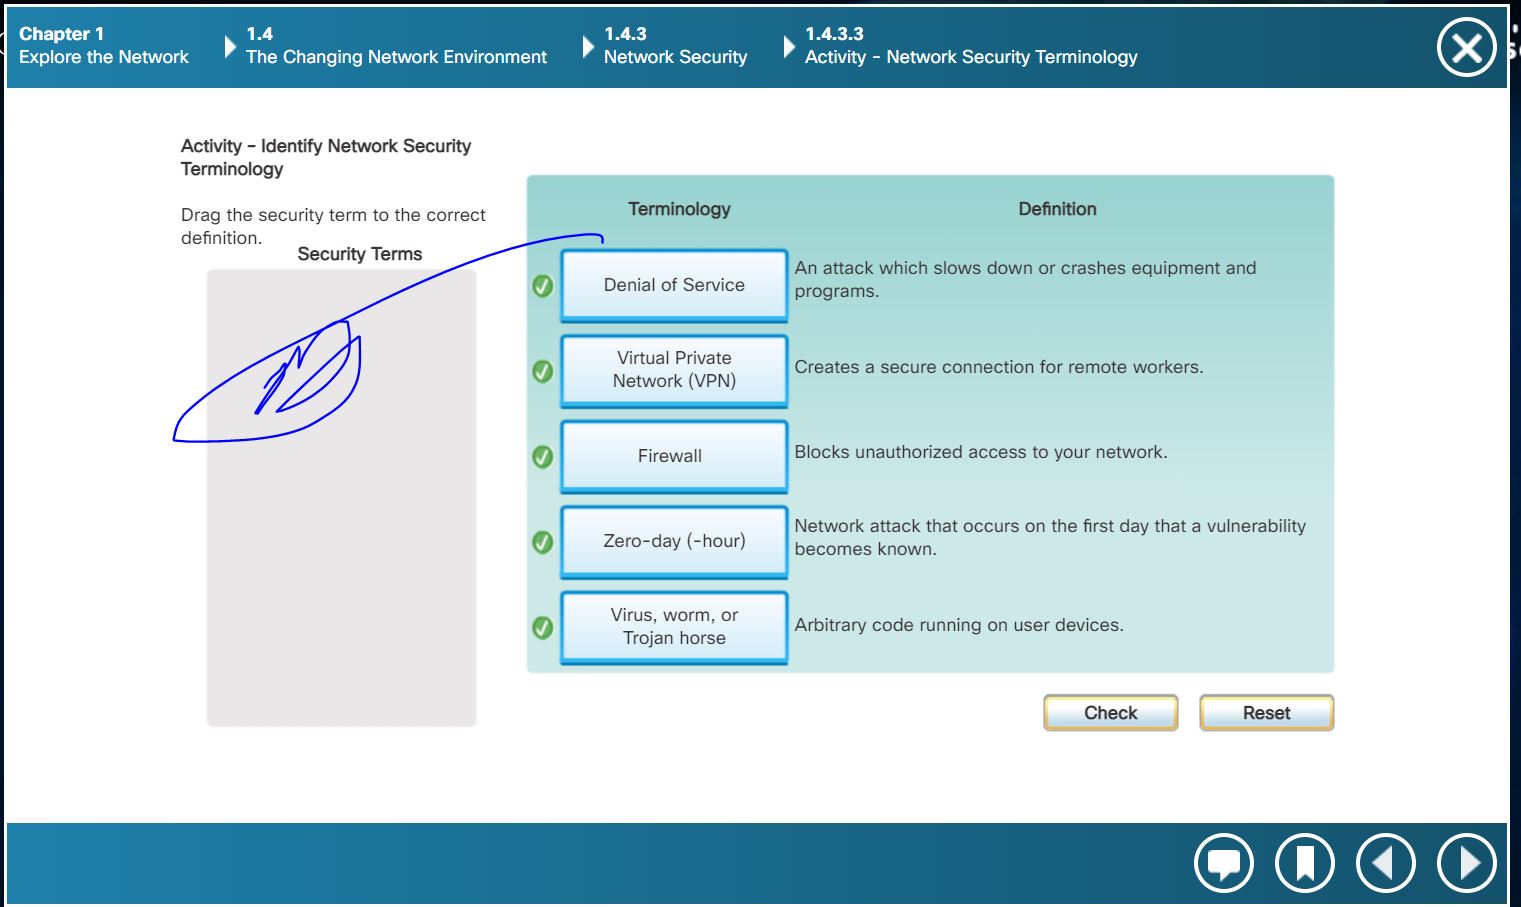 Chapter 1
Explore the Network
1.4
The Changing Network Environment
1.4.3
Network Security
1.4.3.3
Activity - Network Security Terminology
Activity - Identify Network Security
Terminology
Drag the security term to the correct
definition.
Security Terms
Terminology
Definition
Denial of Service
An attack which slows down or crashes equipment and
programs.
Virtual Private
Network (VPN)
Creates a secure connection for remote workers.
Firewall
Blocks unauthorized access to your network.
Zero-day (-hour)
Network attack that occurs on the first day that a vulnerability
becomes known.
Virus, worm, or
Trojan horse
Arbitrary code running on user devices.
Check
Reset